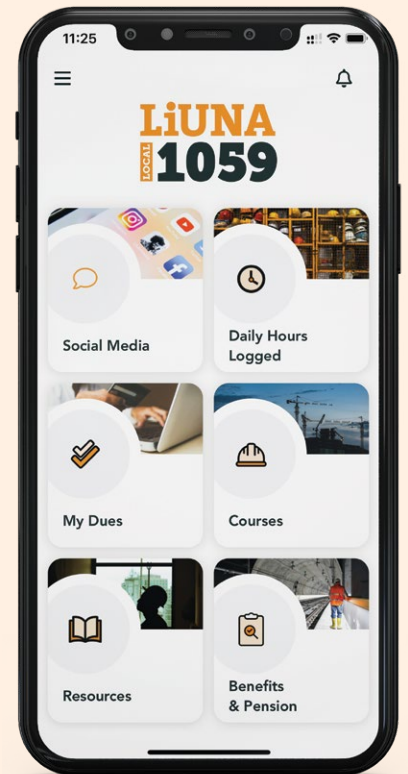 11:25
LiUNA
LOCAL 1059
Social Media
Daily Hours
Logged
My Dues
Courses
Resources
Benefits
& Pension